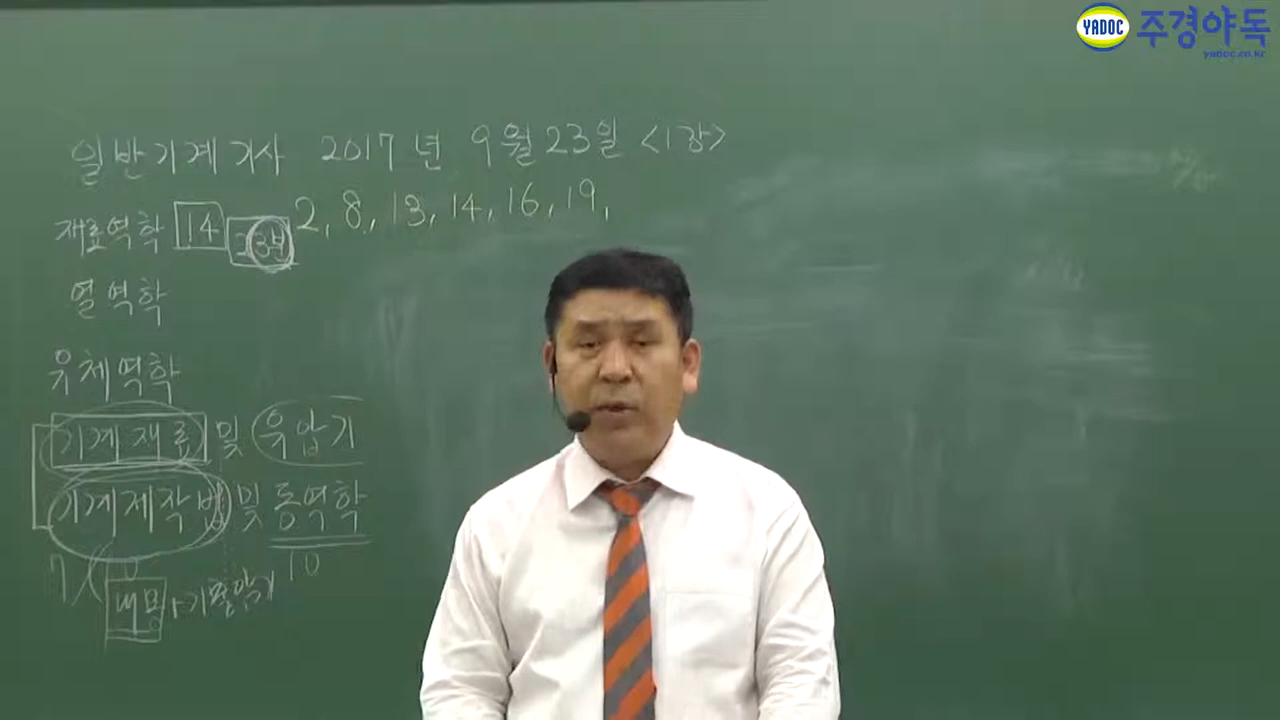 YADOC 주경야독
yadoc.co.kr
일반기계기사 2017년 9월 23일 <1강>
재료역학 14 2, 8, 13, 14, 16, 19,
열역학
유체역학
기계재료 및 유압기
기계제작법 및 동역학
10